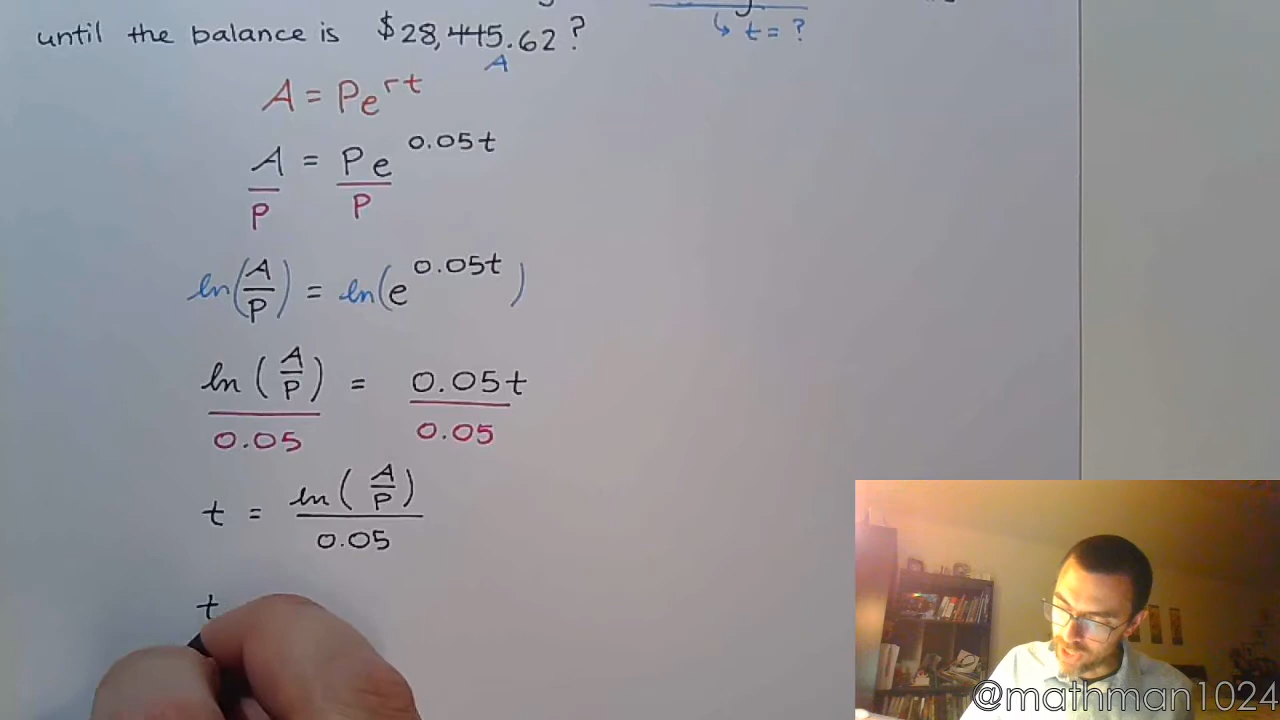 until the balance is $28,445.62?
A
↳ t = ?
A = Pe^rt
A = Pe^0.05t
P P
ln(A/P) = ln(e^0.05t)
ln(A/P) = 0.05t
0.05 0.05
t = ln(A/P)
0.05
t
@mathman1024